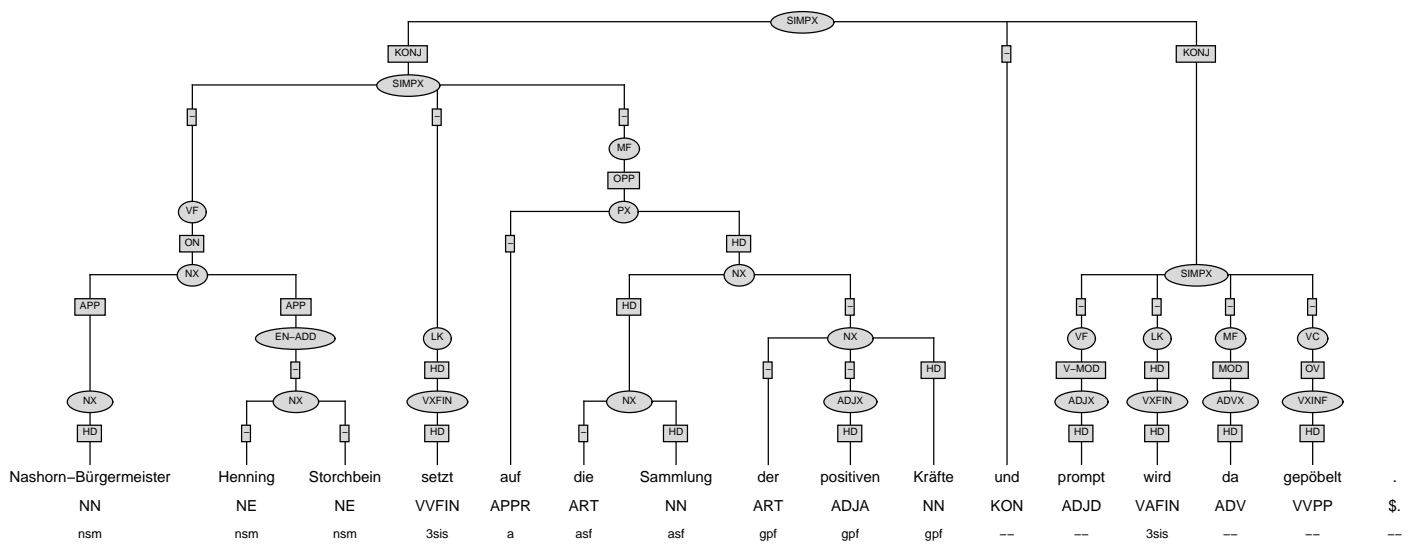 SIMPX
KONJ – KONJ
SIMPX
– – –
MF
OPP
VF PX
ON – HD
NX NX SIMPX
APP APP HD – – – – –
EN–ADD LK NX VF LK MF VC
– HD – – HD V–MOD HD MOD OV
NX NX VXFIN NX ADJX ADJX VXFIN ADVX VXINF
HD – – HD – HD HD HD HD HD HD
Nashorn–Bürgermeister Henning Storchbein setzt auf die Sammlung der positiven Kräfte und prompt wird da gepöbelt .
NN NE NE VVFIN APPR ART NN ART ADJA NN KON ADJD VAFIN ADV VVPP $.
nsm nsm nsm 3sis a asf asf gpf gpf gpf –– –– 3sis –– –– ––